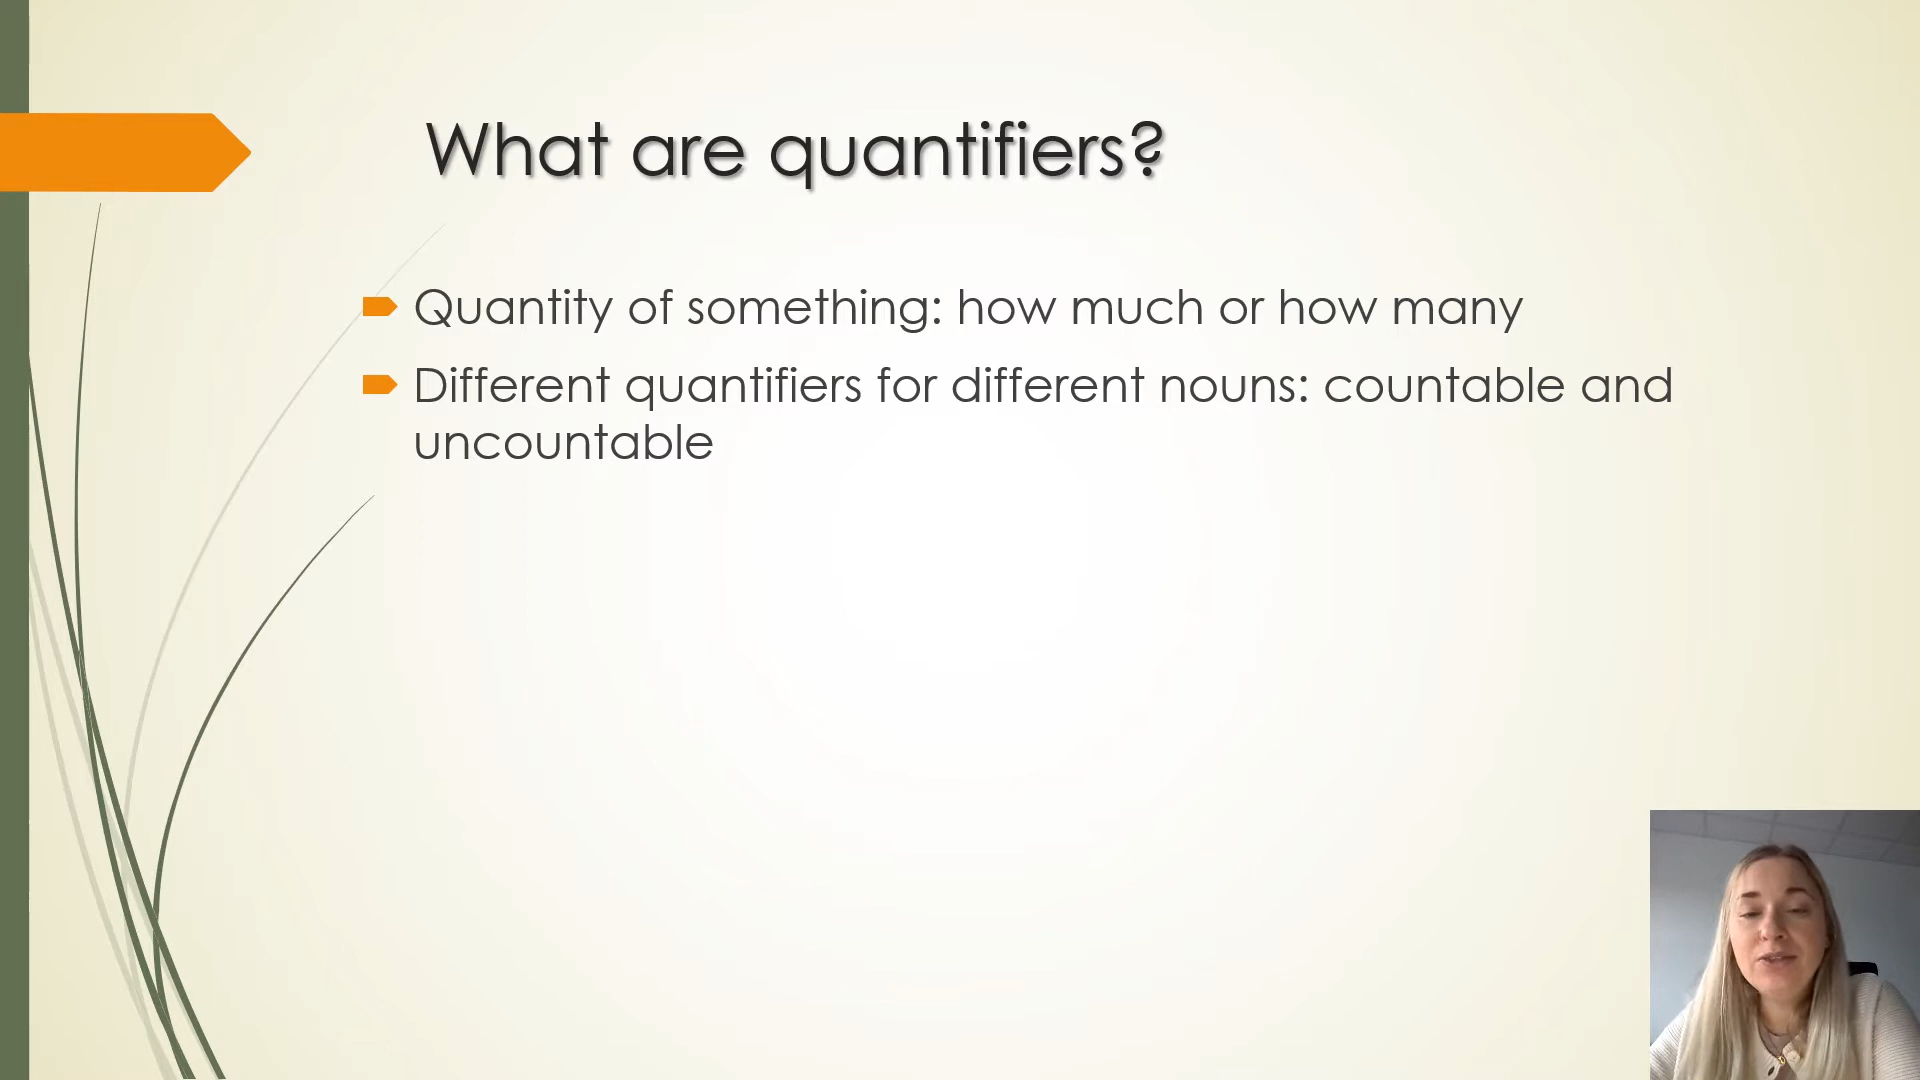 What are quantifiers?
Quantity of something: how much or how many
Different quantifiers for different nouns: countable and
uncountable